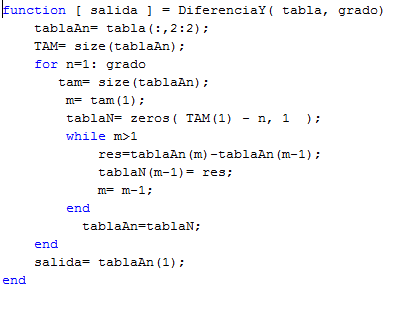 function [ salida ] = DiferenciaY( tabla, grado)
tablaAn= tabla(:,2:2);
TAM= size(tablaAn);
for n=1: grado
tam= size(tablaAn);
m= tam(1);
tablaN= zeros( TAM(1) - n, 1  );
while m>1
res=tablaAn(m)-tablaAn(m-1);
tablaN(m-1)= res;
m= m-1;
end
tablaAn=tablaN;
end
salida= tablaAn(1);
end